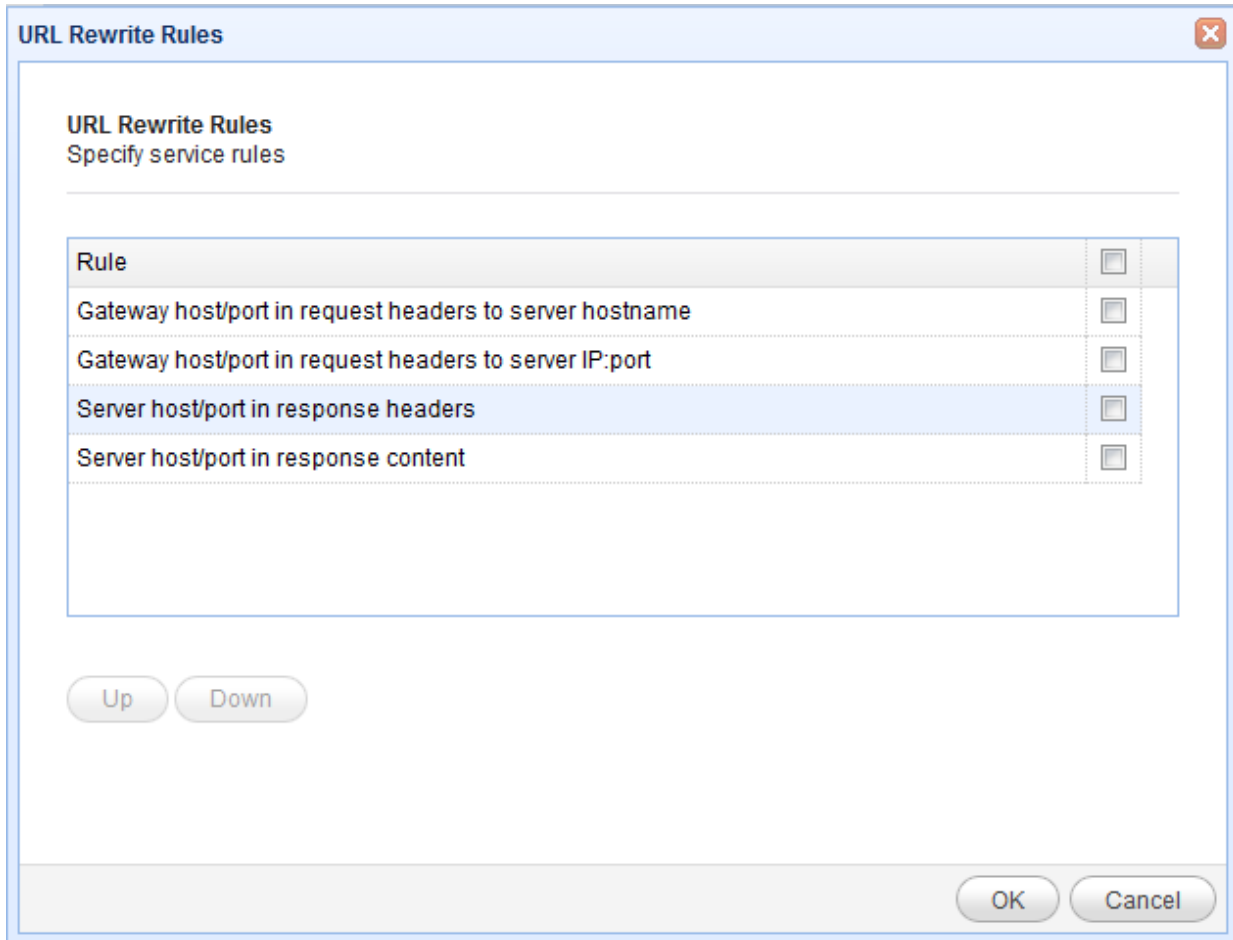 URL Rewrite Rules
URL Rewrite Rules
Specify service rules
Rule
Gateway host/port in request headers to server hostname
Gateway host/port in request headers to server IP:port
Server host/port in response headers
Server host/port in response content
Up Down
OK Cancel